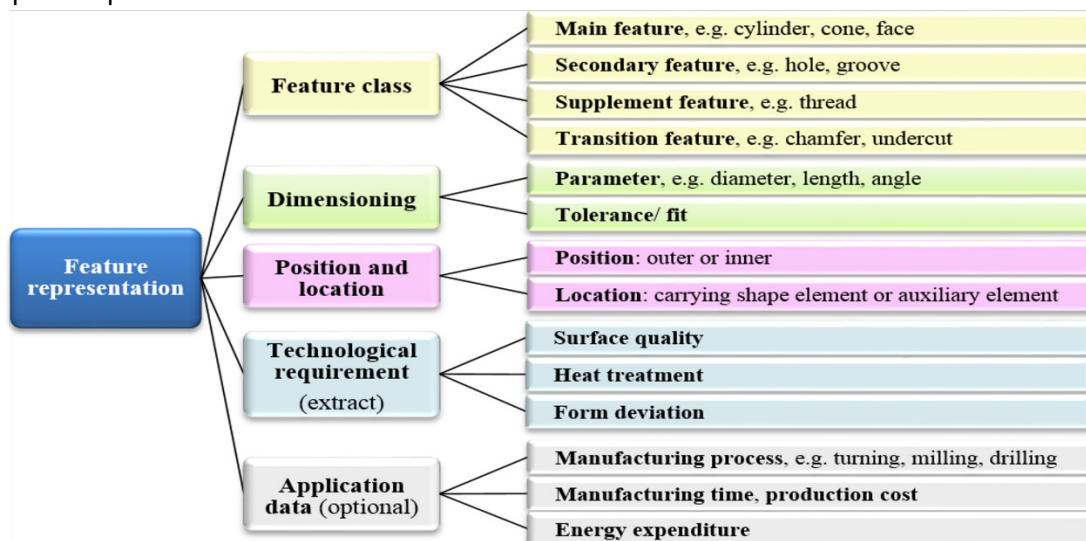 Feature
representation
Feature class
Main feature, e.g. cylinder, cone, face
Secondary feature, e.g. hole, groove
Supplement feature, e.g. thread
Transition feature, e.g. chamfer, undercut
Dimensioning
Parameter, e.g. diameter, length, angle
Tolerance/ fit
Position and
location
Position: outer or inner
Location: carrying shape element or auxiliary element
Technological
requirement
(extract)
Surface quality
Heat treatment
Form deviation
Application
data (optional)
Manufacturing process, e.g. turning, milling, drilling
Manufacturing time, production cost
Energy expenditure